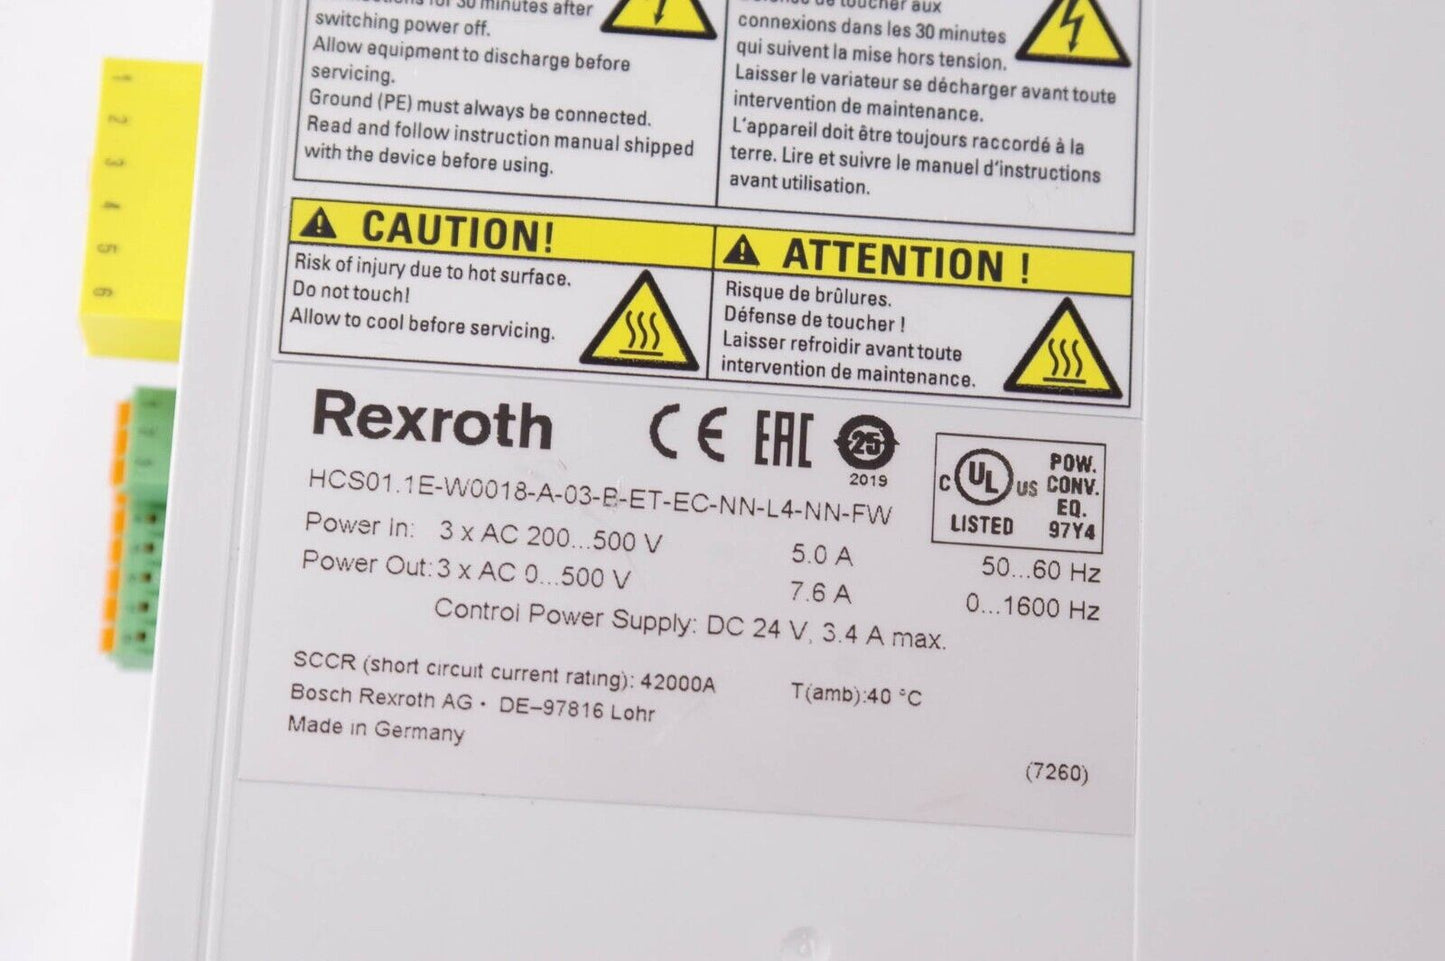 for 30 minutes after
switching power off.
Allow equipment to discharge before
servicing.
Ground (PE) must always be connected.
Read and follow instruction manual shipped
with the device before using.
de toucher aux
connexions dans les 30 minutes
qui suivent la mise hors tension.
Laisser le variateur se décharger avant toute
intervention de maintenance.
L'appareil doit être toujours raccordé à la
terre. Lire et suivre le manuel d'instructions
avant utilisation.
CAUTION!
Risk of injury due to hot surface.
Do not touch!
Allow to cool before servicing.
ATTENTION !
Risque de brûlures.
Défense de toucher !
Laisser refroidir avant toute
intervention de maintenance.
Rexroth
CE EAC 25
2019
C UL US
LISTED
POW.
CONV.
EQ.
97Y4
HCS01.1E-W0018-A-03-B-ET-EC-NN-L4-NN-FW
Power In: 3 x AC 200...500 V 5.0 A 50...60 Hz
Power Out: 3 x AC 0...500 V 7.6 A 0...1600 Hz
Control Power Supply: DC 24 V, 3.4 A max.
SCCR (short circuit current rating): 42000A T(amb):40 °C
Bosch Rexroth AG • DE–97816 Lohr
Made in Germany
(7260)
1
2
3
4
5
6